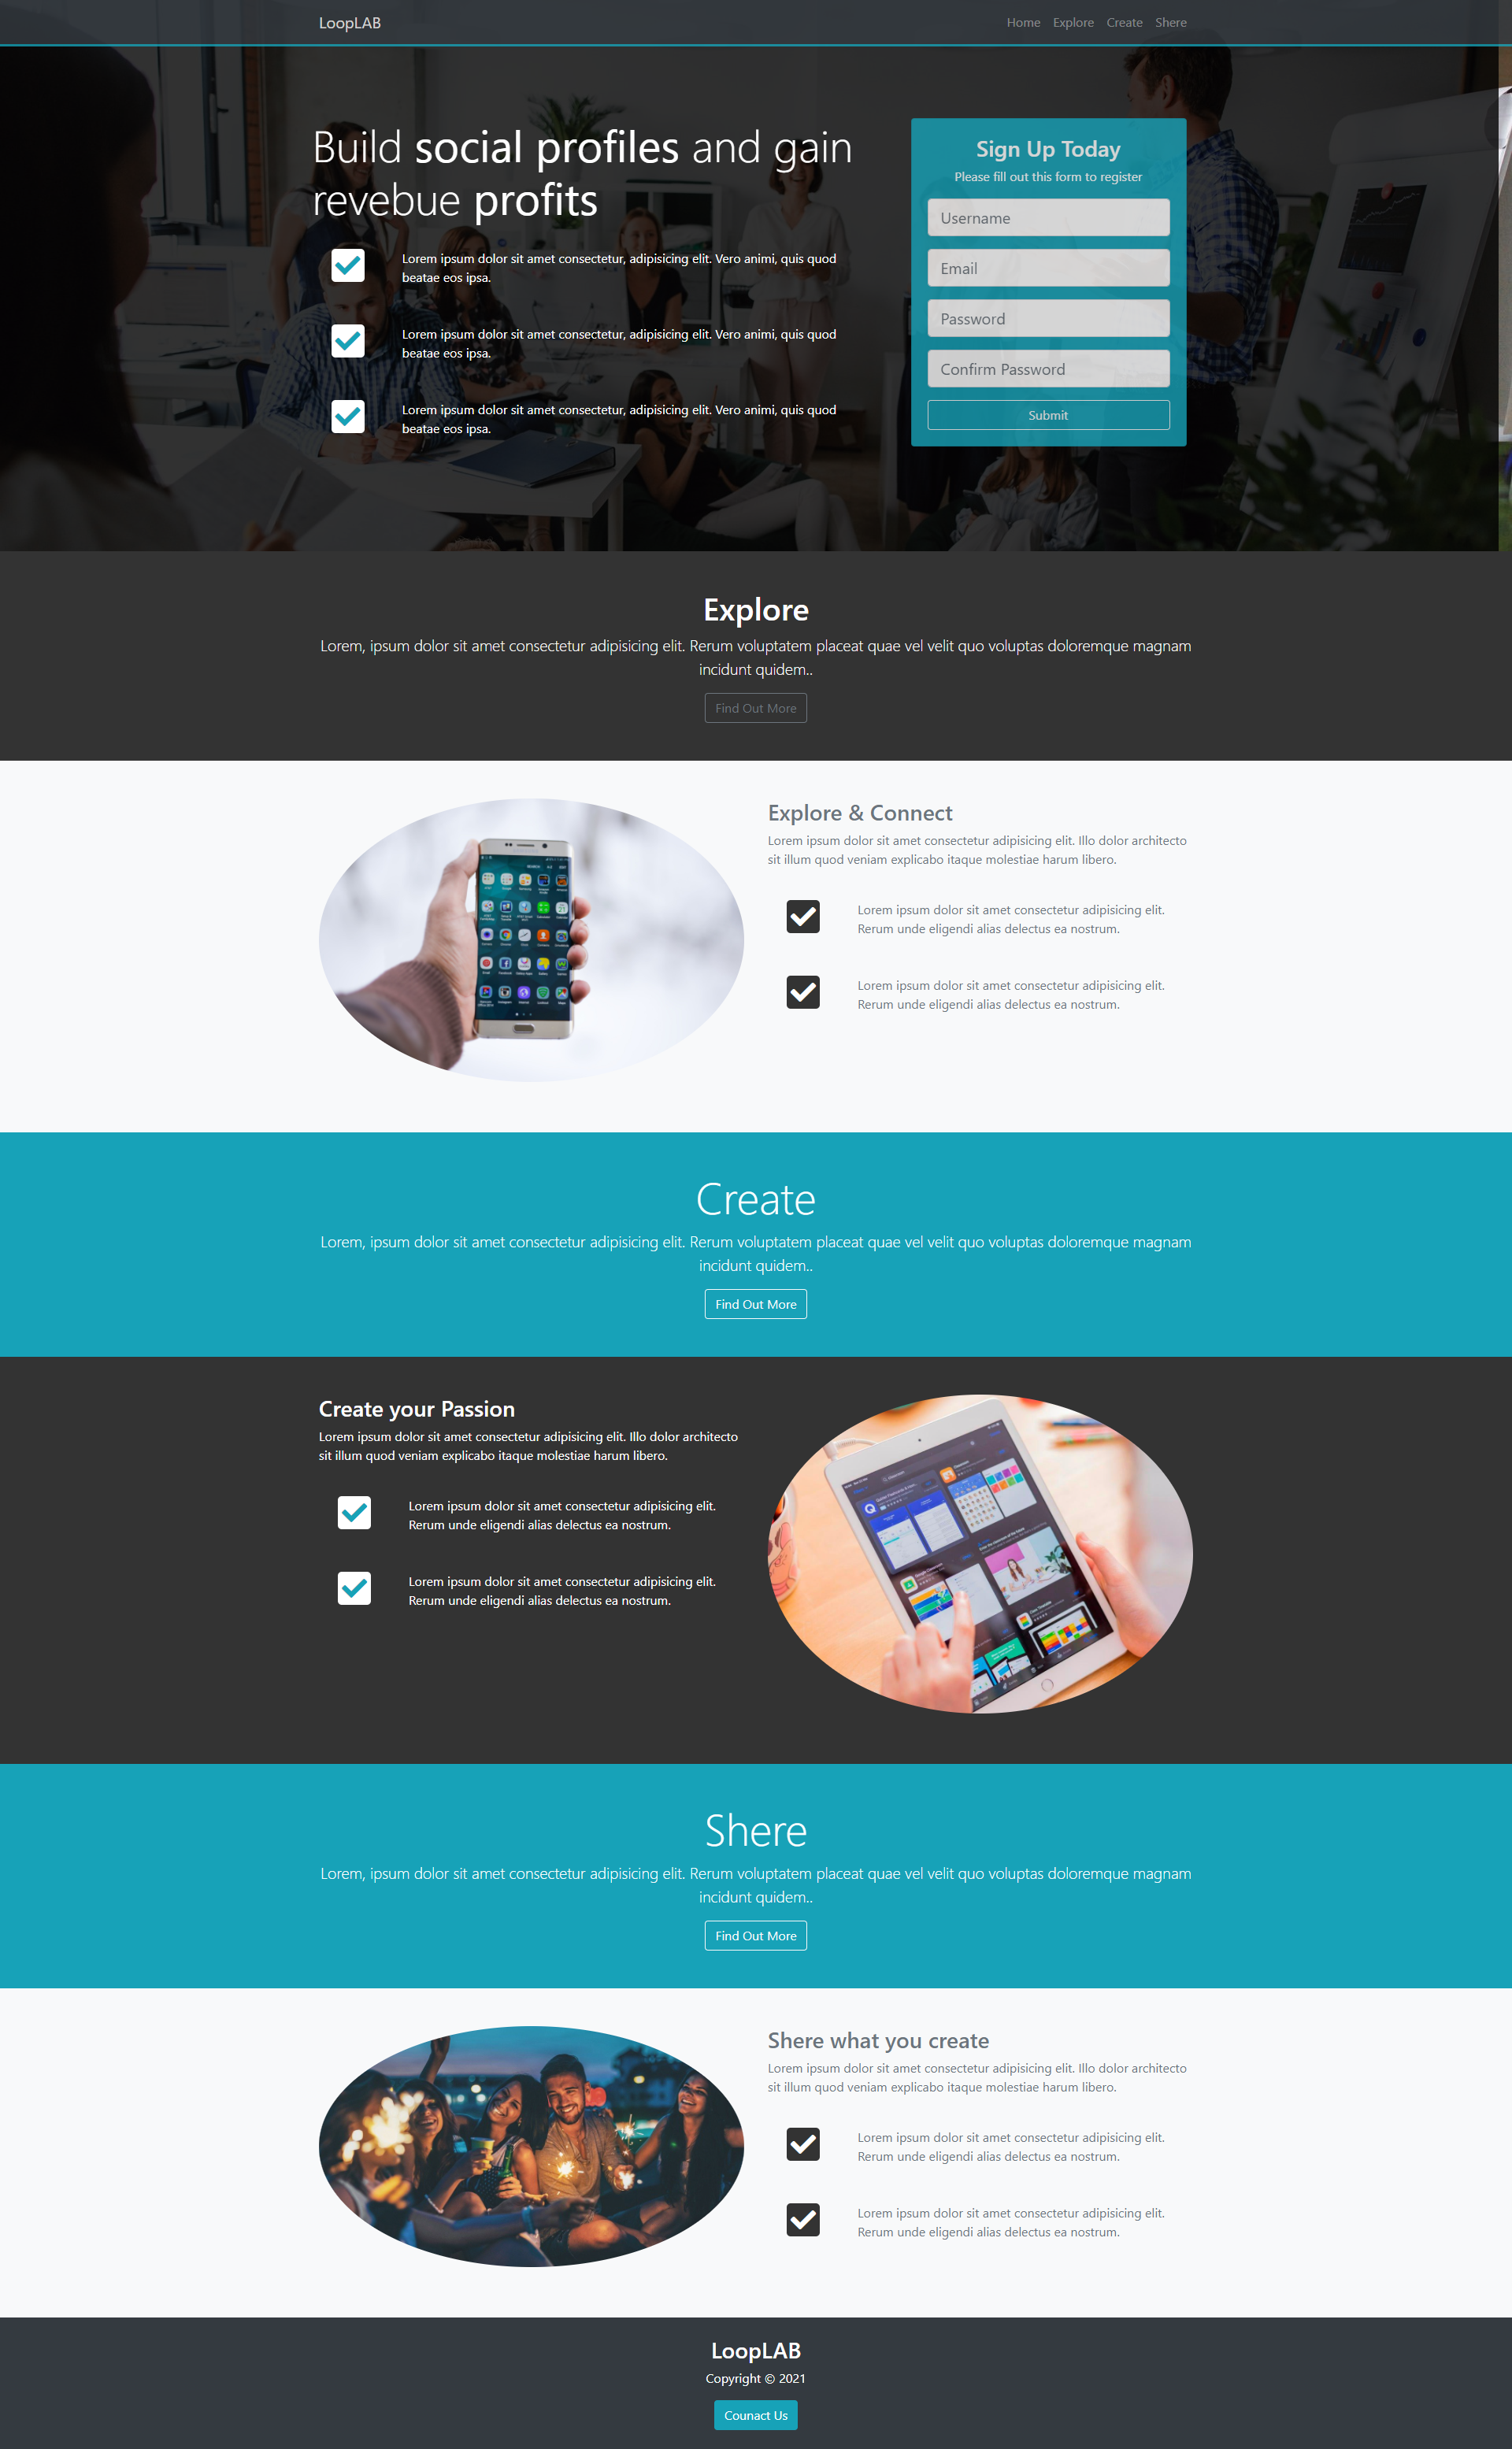 LoopLAB
Home Explore Create Shere
Build social profiles and gain
revebue profits
Lorem ipsum dolor sit amet consectetur, adipisicing elit. Vero animi, quis quod
beatae eos ipsa.
Lorem ipsum dolor sit amet consectetur, adipisicing elit. Vero animi, quis quod
beatae eos ipsa.
Lorem ipsum dolor sit amet consectetur, adipisicing elit. Vero animi, quis quod
beatae eos ipsa.
Sign Up Today
Please fill out this form to register
Username
Email
Password
Confirm Password
Submit
Explore
Lorem, ipsum dolor sit amet consectetur adipisicing elit. Rerum voluptatem placeat quae vel velit quo voluptas doloremque magnam
incidunt quidem..
Find Out More
Explore & Connect
Lorem ipsum dolor sit amet consectetur adipisicing elit. Illo dolor architecto
sit illum quod veniam explicabo itaque molestiae harum libero.
Lorem ipsum dolor sit amet consectetur adipisicing elit.
Rerum unde eligendi alias delectus ea nostrum.
Lorem ipsum dolor sit amet consectetur adipisicing elit.
Rerum unde eligendi alias delectus ea nostrum.
Create
Lorem, ipsum dolor sit amet consectetur adipisicing elit. Rerum voluptatem placeat quae vel velit quo voluptas doloremque magnam
incidunt quidem..
Find Out More
Create your Passion
Lorem ipsum dolor sit amet consectetur adipisicing elit. Illo dolor architecto
sit illum quod veniam explicabo itaque molestiae harum libero.
Lorem ipsum dolor sit amet consectetur adipisicing elit.
Rerum unde eligendi alias delectus ea nostrum.
Lorem ipsum dolor sit amet consectetur adipisicing elit.
Rerum unde eligendi alias delectus ea nostrum.
Shere
Lorem, ipsum dolor sit amet consectetur adipisicing elit. Rerum voluptatem placeat quae vel velit quo voluptas doloremque magnam
incidunt quidem..
Find Out More
Shere what you create
Lorem ipsum dolor sit amet consectetur adipisicing elit. Illo dolor architecto
sit illum quod veniam explicabo itaque molestiae harum libero.
Lorem ipsum dolor sit amet consectetur adipisicing elit.
Rerum unde eligendi alias delectus ea nostrum.
Lorem ipsum dolor sit amet consectetur adipisicing elit.
Rerum unde eligendi alias delectus ea nostrum.
LoopLAB
Copyright © 2021
Counact Us